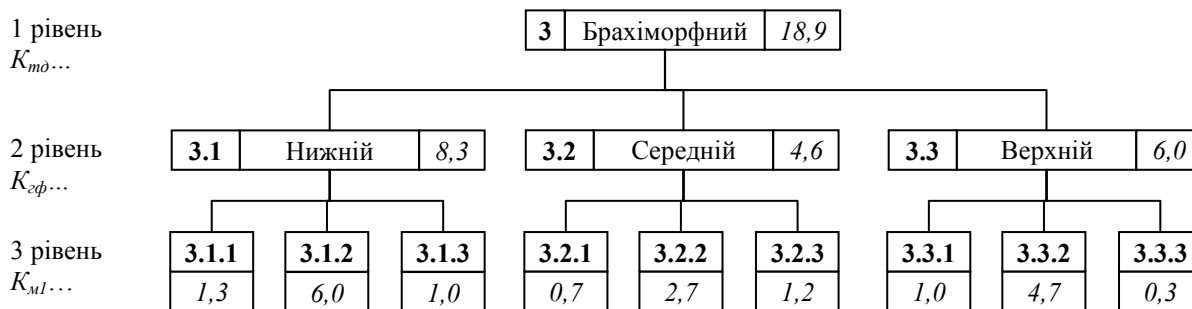 1 рівень
К_тд…
3 Брахіморфний 18,9
2 рівень
К_гф…
3.1 Нижній 8,3 3.2 Середній 4,6 3.3 Верхній 6,0
3 рівень
К_м1…
3.1.1 3.1.2 3.1.3 3.2.1 3.2.2 3.2.3 3.3.1 3.3.2 3.3.3
1,3 6,0 1,0 0,7 2,7 1,2 1,0 4,7 0,3